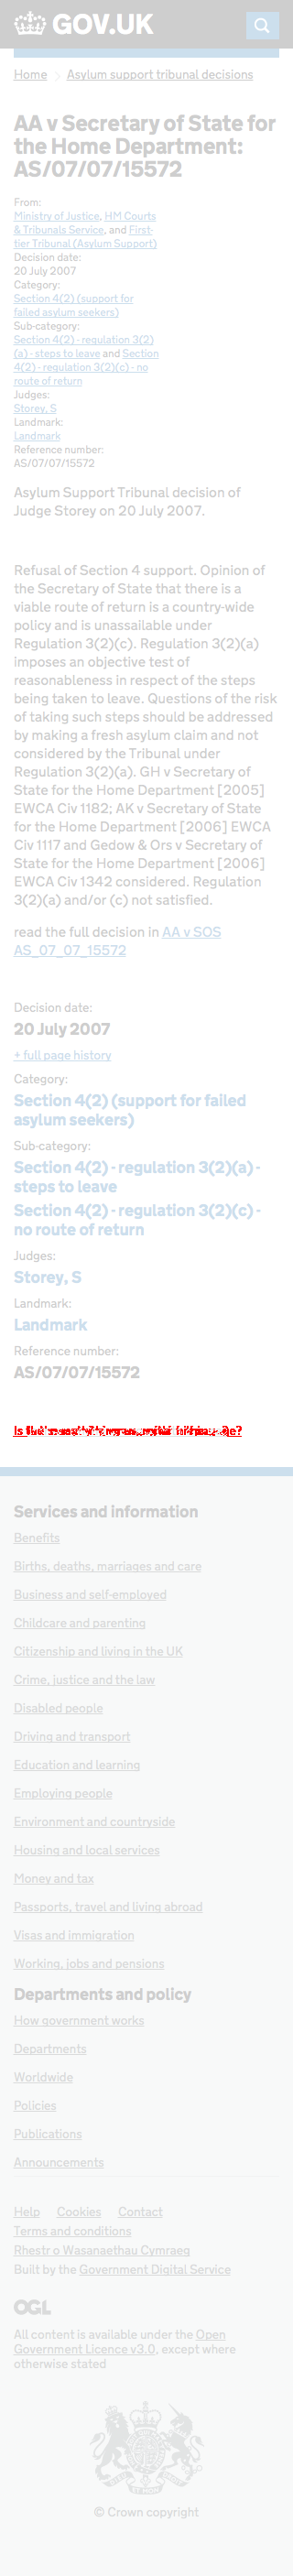 GOV.UK
Home
Asylum support tribunal decisions
AA v Secretary of State for
the Home Department:
AS/07/07/15572
From:
Ministry of Justice, HM Courts
& Tribunals Service, and First-
tier Tribunal (Asylum Support)
Decision date:
20 July 2007
Category:
Section 4(2) (support for
failed asylum seekers)
Sub-category:
Section 4(2) - regulation 3(2)
(a) - steps to leave and Section
4(2) - regulation 3(2)(c) - no
route of return
Judges:
Storey, S
Landmark:
Landmark
Reference number:
AS/07/07/15572
Asylum Support Tribunal decision of
Judge Storey on 20 July 2007.
Refusal of Section 4 support. Opinion of
the Secretary of State that there is a
viable route of return is a country-wide
policy and is unavailable under
Regulation 3(2)(c). Regulation 3(2)(a)
imposes an objective test of
reasonableness in respect of the steps
being taken to leave. Questions of the risk
of taking such steps should be addressed
by making a fresh asylum claim and not
considered by the Tribunal under
Regulation 3(2)(a). GH v Secretary of
State for the Home Department [2005]
EWCA Civ 1182; AK v Secretary of State
for the Home Department [2006] EWCA
Civ 1117 and Gedow & Ors v Secretary of
State for the Home Department [2006]
EWCA Civ 1342 considered. Regulation
3(2)(a) and/or (c) not satisfied.
read the full decision in AA v SOS
AS_07_07_15572
Decision date:
20 July 2007
+ full page history
Category:
Section 4(2) (support for failed
asylum seekers)
Sub-category:
Section 4(2) - regulation 3(2)(a) -
steps to leave
Section 4(2) - regulation 3(2)(c) -
no route of return
Judges:
Storey, S
Landmark:
Landmark
Reference number:
AS/07/07/15572
Services and information
Benefits
Births, deaths, marriages and care
Business and self-employed
Childcare and parenting
Citizenship and living in the UK
Crime, justice and the law
Disabled people
Driving and transport
Education and learning
Employing people
Environment and countryside
Housing and local services
Money and tax
Passports, travel and living abroad
Visas and immigration
Working, jobs and pensions
Departments and policy
How government works
Departments
Worldwide
Policies
Publications
Announcements
Help Cookies Contact
Terms and conditions
Rhestr o Wasanaethau Cymraeg
Built by the Government Digital Service
OGL
All content is available under the Open
Government Licence v3.0, except where
otherwise stated
© Crown copyright